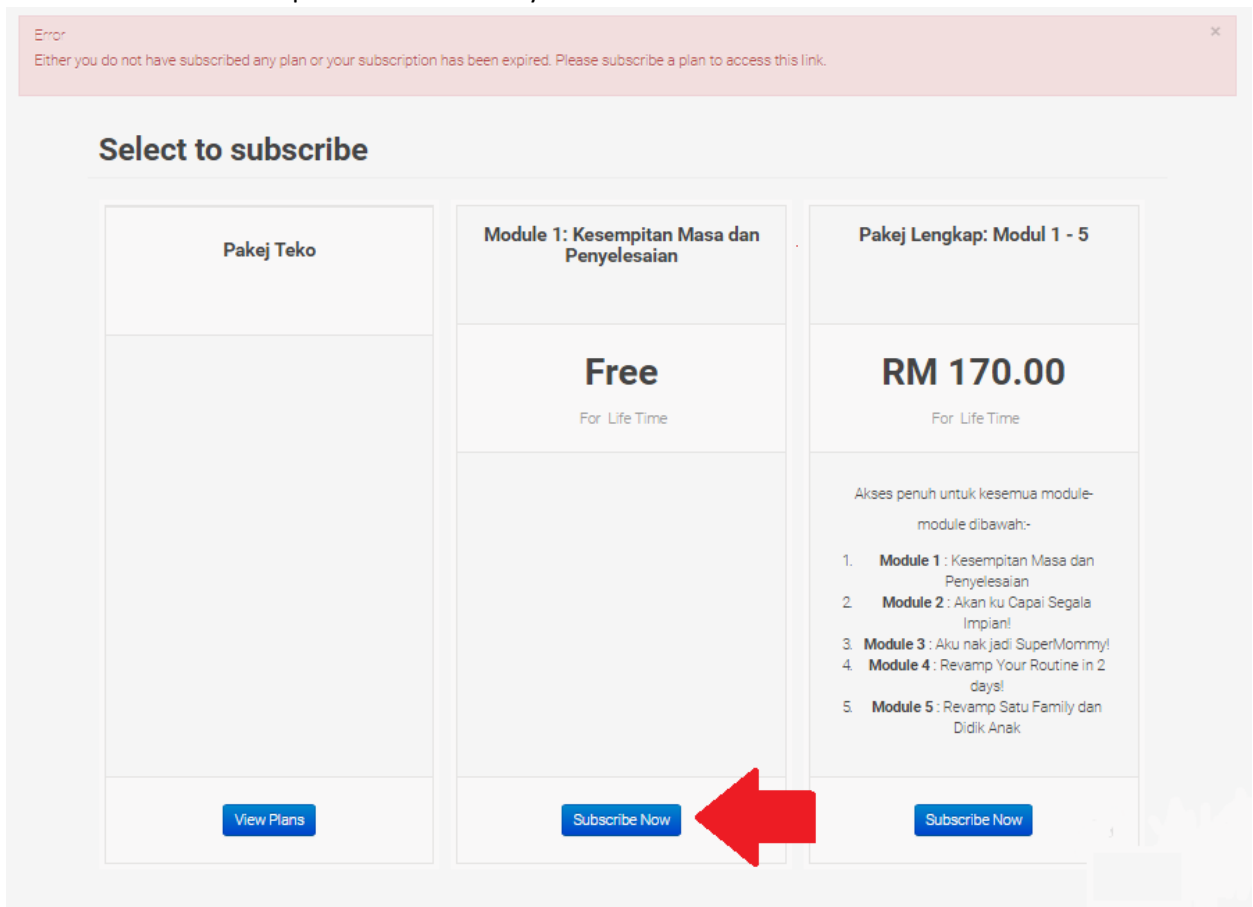 Error
Either you do not have subscribed any plan or your subscription has been expired. Please subscribe a plan to access this link.
×
Select to subscribe
Pakej Teko
View Plans
Module 1: Kesempitan Masa dan
Penyelesaian
Free
For Life Time
Subscribe Now
Pakej Lengkap: Modul 1 - 5
RM 170.00
For Life Time
Akses penuh untuk kesemua module-
module dibawah:-
1. Module 1 : Kesempitan Masa dan
Penyelesaian
2. Module 2 : Akan ku Capai Segala
Impian!
3. Module 3 : Aku nak jadi SuperMommy!
4. Module 4 : Revamp Your Routine in 2
days!
5. Module 5 : Revamp Satu Family dan
Didik Anak
Subscribe Now